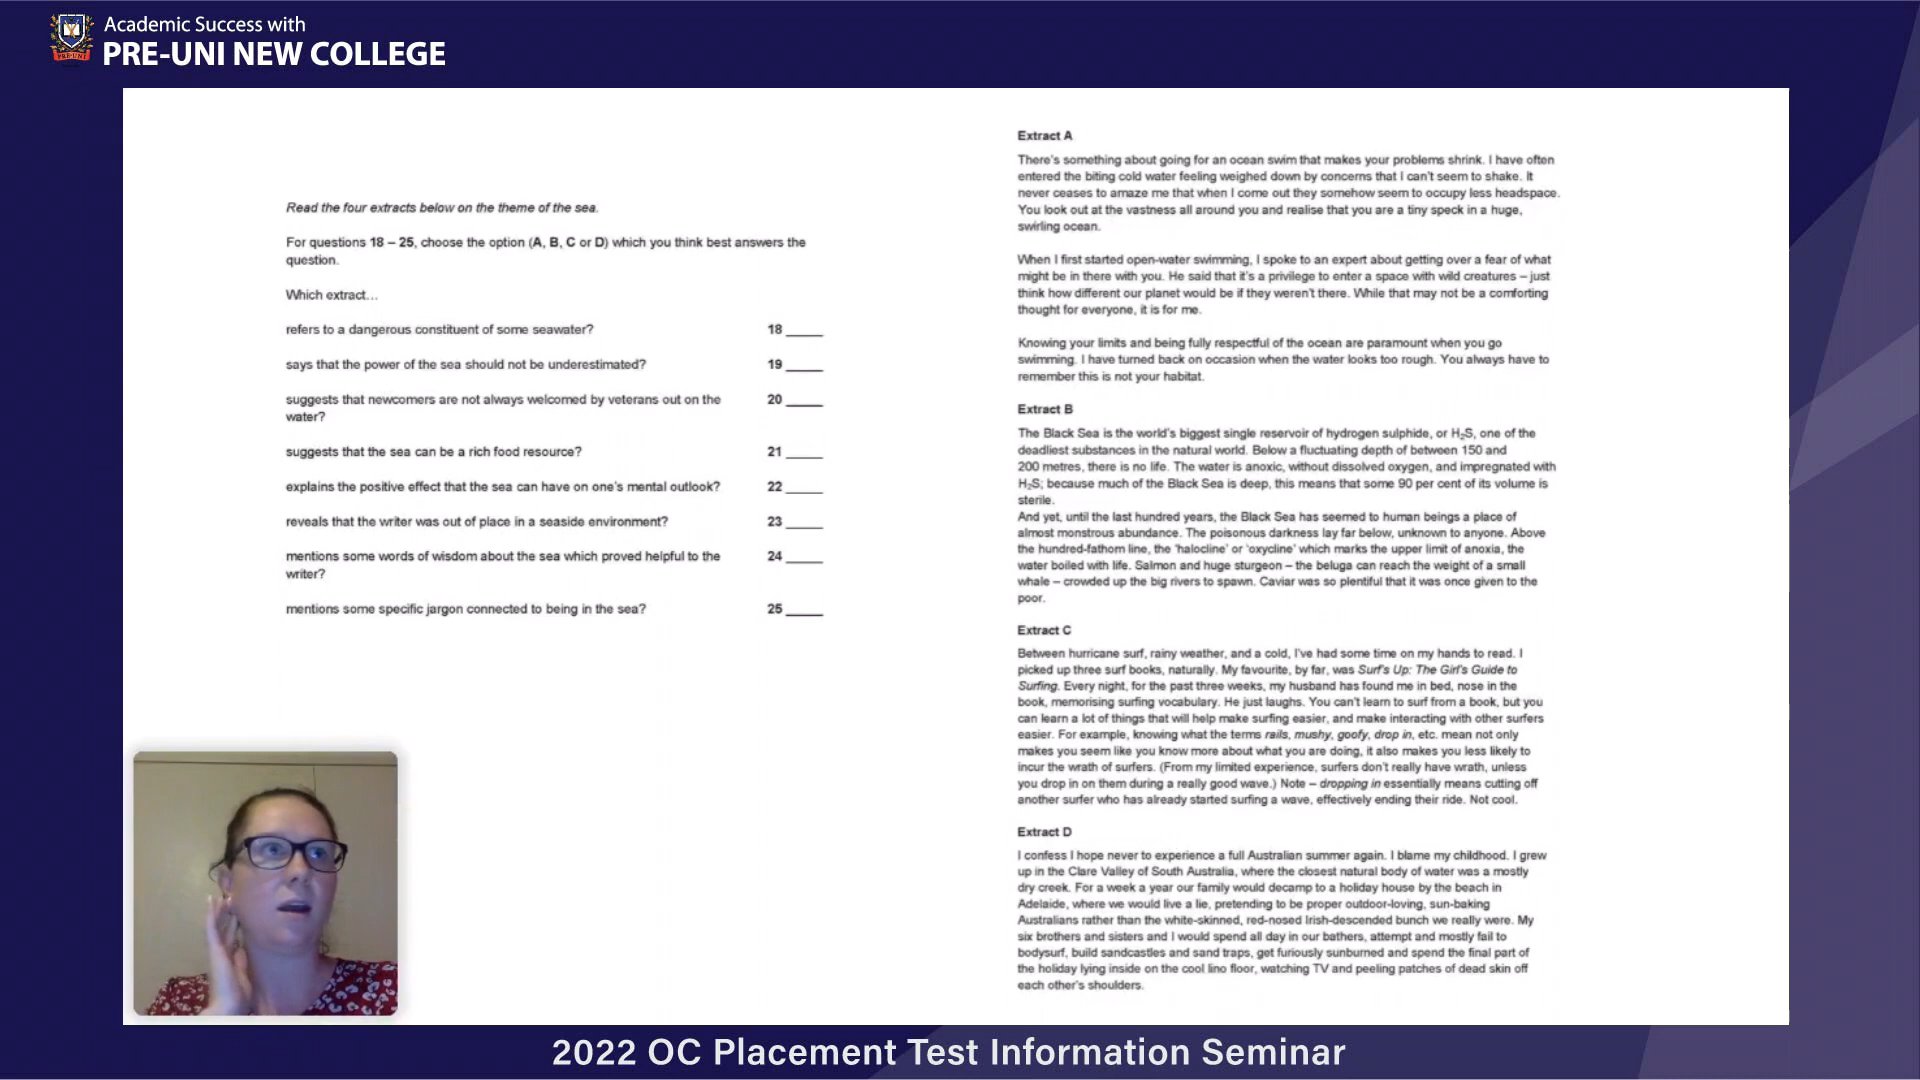 Academic Success with
PRE-UNI NEW COLLEGE
PRE-UNI
Read the four extracts below on the theme of the sea.
For questions 18 – 25, choose the option (A, B, C or D) which you think best answers the
question.
Which extract...
refers to a dangerous constituent of some seawater? 18 _____
says that the power of the sea should not be underestimated? 19 _____
suggests that newcomers are not always welcomed by veterans out on the 20 _____
water?
suggests that the sea can be a rich food resource? 21 _____
explains the positive effect that the sea can have on one's mental outlook? 22 _____
reveals that the writer was out of place in a seaside environment? 23 _____
mentions some words of wisdom about the sea which proved helpful to the 24 _____
writer?
mentions some specific jargon connected to being in the sea? 25 _____
Extract A
There's something about going for an ocean swim that makes your problems shrink. I have often
entered the biting cold water feeling weighed down by concerns that I can't seem to shake. It
never ceases to amaze me that when I come out they somehow seem to occupy less headspace.
You look out at the vastness all around you and realise that you are a tiny speck in a huge,
swirling ocean.
When I first started open-water swimming, I spoke to an expert about getting over a fear of what
might be in there with you. He said that it's a privilege to enter a space with wild creatures – just
think how different our planet would be if they weren't there. While that may not be a comforting
thought for everyone, it is for me.
Knowing your limits and being fully respectful of the ocean are paramount when you go
swimming. I have turned back on occasion when the water looks too rough. You always have to
remember this is not your habitat.
Extract B
The Black Sea is the world's biggest single reservoir of hydrogen sulphide, or H₂S, one of the
deadliest substances in the natural world. Below a fluctuating depth of between 150 and
200 metres, there is no life. The water is anoxic, without dissolved oxygen, and impregnated with
H₂S; because much of the Black Sea is deep, this means that some 90 per cent of its volume is
sterile.
And yet, until the last hundred years, the Black Sea has seemed to human beings a place of
almost monstrous abundance. The poisonous darkness lay far below, unknown to anyone. Above
the hundred-fathom line, the 'halocline' or 'oxycline' which marks the upper limit of anoxia, the
water boiled with life. Salmon and huge sturgeon – the beluga can reach the weight of a small
whale – crowded up the big rivers to spawn. Caviar was so plentiful that it was once given to the
poor.
Extract C
Between hurricane surf, rainy weather, and a cold, I've had some time on my hands to read. I
picked up three surf books, naturally. My favourite, by far, was Surf's Up: The Girl's Guide to
Surfing. Every night, for the past three weeks, my husband has found me in bed, nose in the
book, memorising surfing vocabulary. He just laughs. You can't learn to surf from a book, but you
can learn a lot of things that will help make surfing easier, and make interacting with other surfers
easier. For example, knowing what the terms rails, mushy, goofy, drop in, etc. mean not only
makes you seem like you know more about what you are doing, it also makes you less likely to
incur the wrath of surfers. (From my limited experience, surfers don't really have wrath, unless
you drop in on them during a really good wave.) Note – dropping in essentially means cutting off
another surfer who has already started surfing a wave, effectively ending their ride. Not cool.
Extract D
I confess I hope never to experience a full Australian summer again. I blame my childhood. I grew
up in the Clare Valley of South Australia, where the closest natural body of water was a mostly
dry creek. For a week a year our family would decamp to a holiday house by the beach in
Adelaide, where we would live a lie, pretending to be proper outdoor-loving, sun-baking
Australians rather than the white-skinned, red-nosed Irish-descended bunch we really were. My
six brothers and sisters and I would spend all day in our bathers, attempt and mostly fail to
bodysurf, build sandcastles and sand traps, get furiously sunburned and spend the final part of
the holiday lying inside on the cool lino floor, watching TV and peeling patches of dead skin off
each other's shoulders.
2022 OC Placement Test Information Seminar